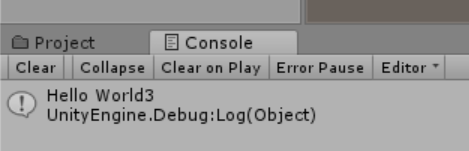 Project Console
Clear Collapse Clear on Play Error Pause Editor
Hello World3
UnityEngine.Debug:Log(Object)